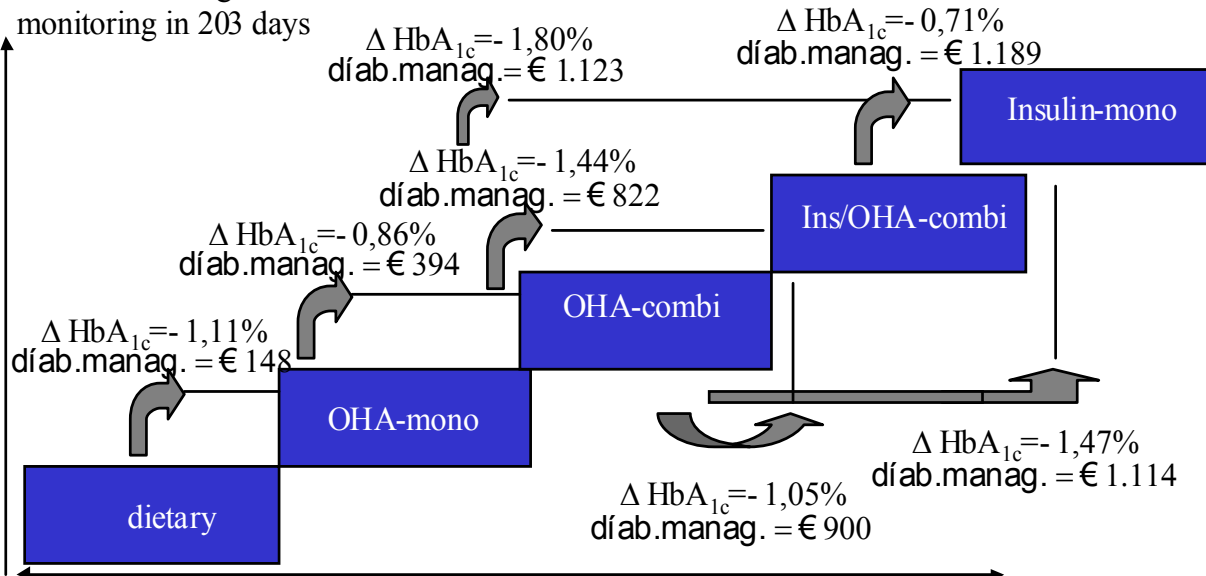 monitoring in 203 days
Δ HbA1c=- 1,80%
díab.manag. = € 1.123
Δ HbA1c=- 0,71%
díab.manag. = € 1.189
Insulin-mono
Δ HbA1c=- 1,44%
díab.manag. = € 822
Ins/OHA-combi
Δ HbA1c=- 0,86%
díab.manag. = € 394
OHA-combi
Δ HbA1c=- 1,11%
díab.manag. = € 148
OHA-mono
Δ HbA1c=- 1,47%
díab.manag. = € 1.114
Δ HbA1c=- 1,05%
díab.manag. = € 900
dietary